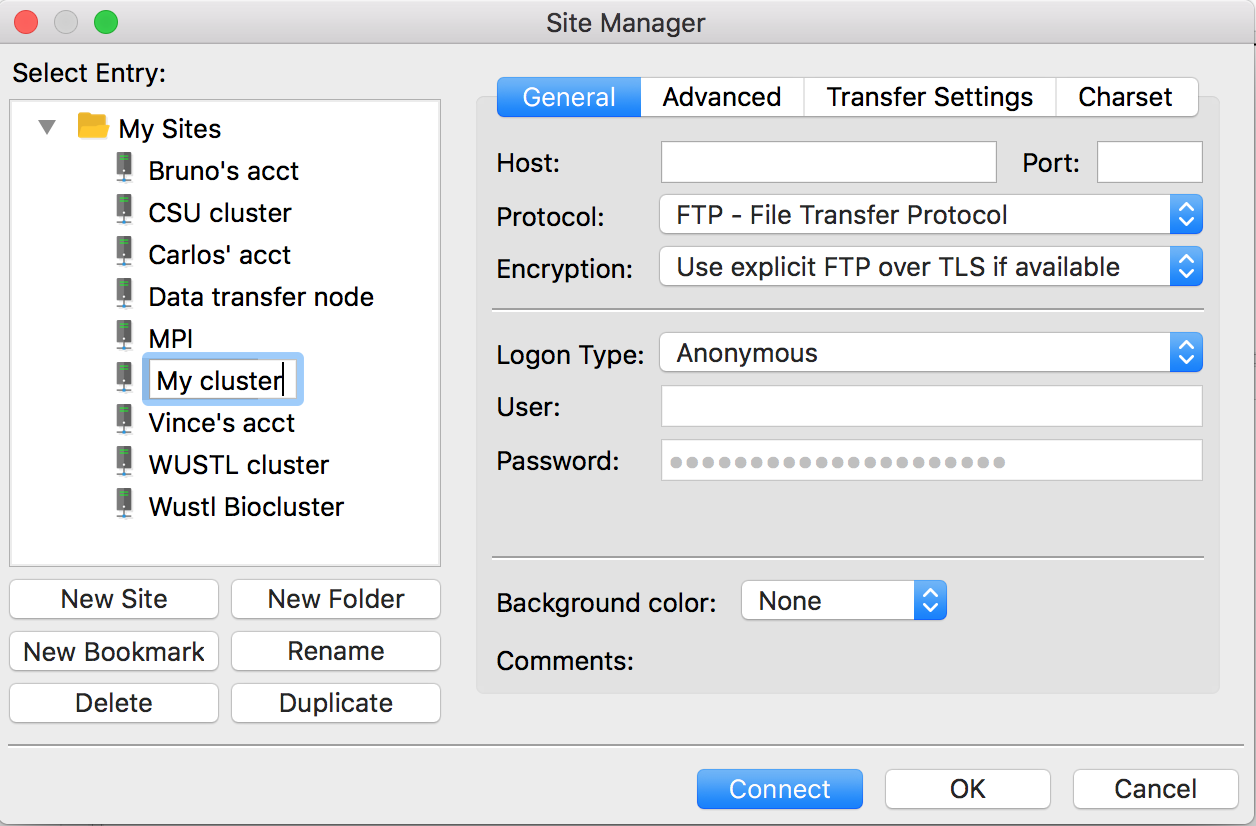 Site Manager
Select Entry:
My Sites
Bruno's acct
CSU cluster
Carlos' acct
Data transfer node
MPI
My cluster
Vince's acct
WUSTL cluster
Wustl Biocluster
New Site New Folder
New Bookmark Rename
Delete Duplicate
General Advanced Transfer Settings Charset
Host: Port:
Protocol: FTP - File Transfer Protocol
Encryption: Use explicit FTP over TLS if available
Logon Type: Anonymous
User:
Password: ●●●●●●●●●●●●●●●●●●●●●
Background color: None
Comments:
Connect OK Cancel